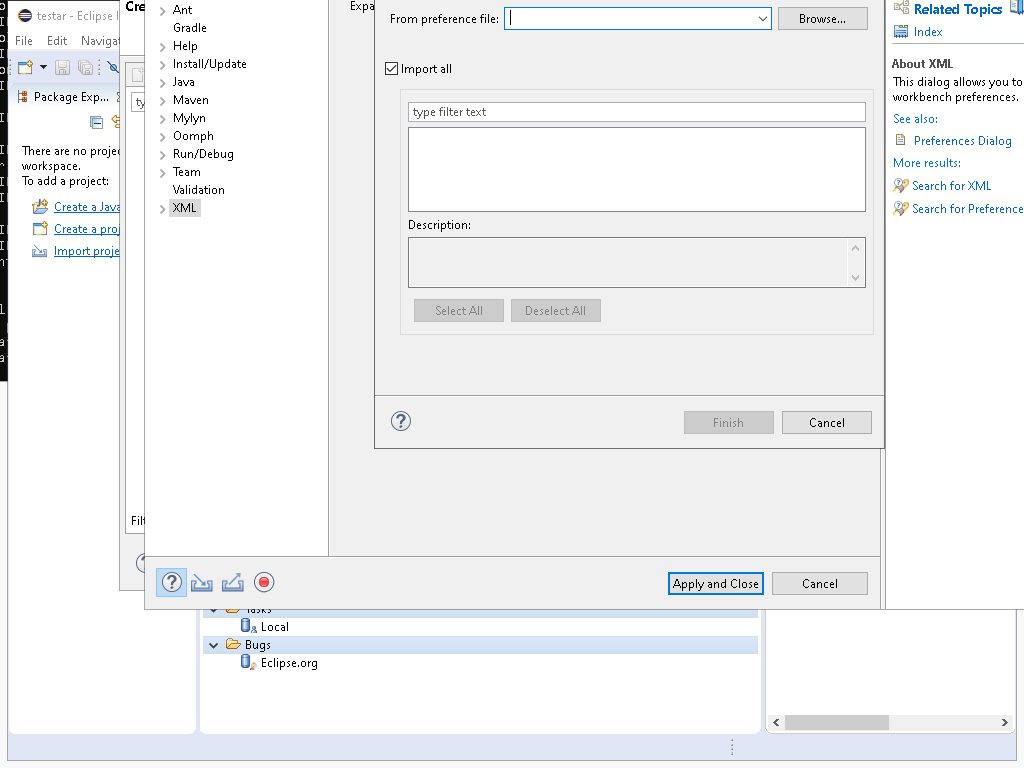 testar - Eclipse I
File Edit Navigat
Package Exp...
There are no projec
workspace.
To add a project:
Create a Java
Create a proj
Import proje
Cre
ty
Filt
Ant
Gradle
Help
Install/Update
Java
Maven
Mylyn
Oomph
Run/Debug
Team
Validation
XML
Expa
From preference file:
Browse...
Import all
type filter text
Description:
Select All
Deselect All
Finish
Cancel
Apply and Close
Cancel
Related Topics
Index
About XML
This dialog allows you to
workbench preferences.
See also:
Preferences Dialog
More results:
Search for XML
Search for Preference
Tasks
Local
Bugs
Eclipse.org